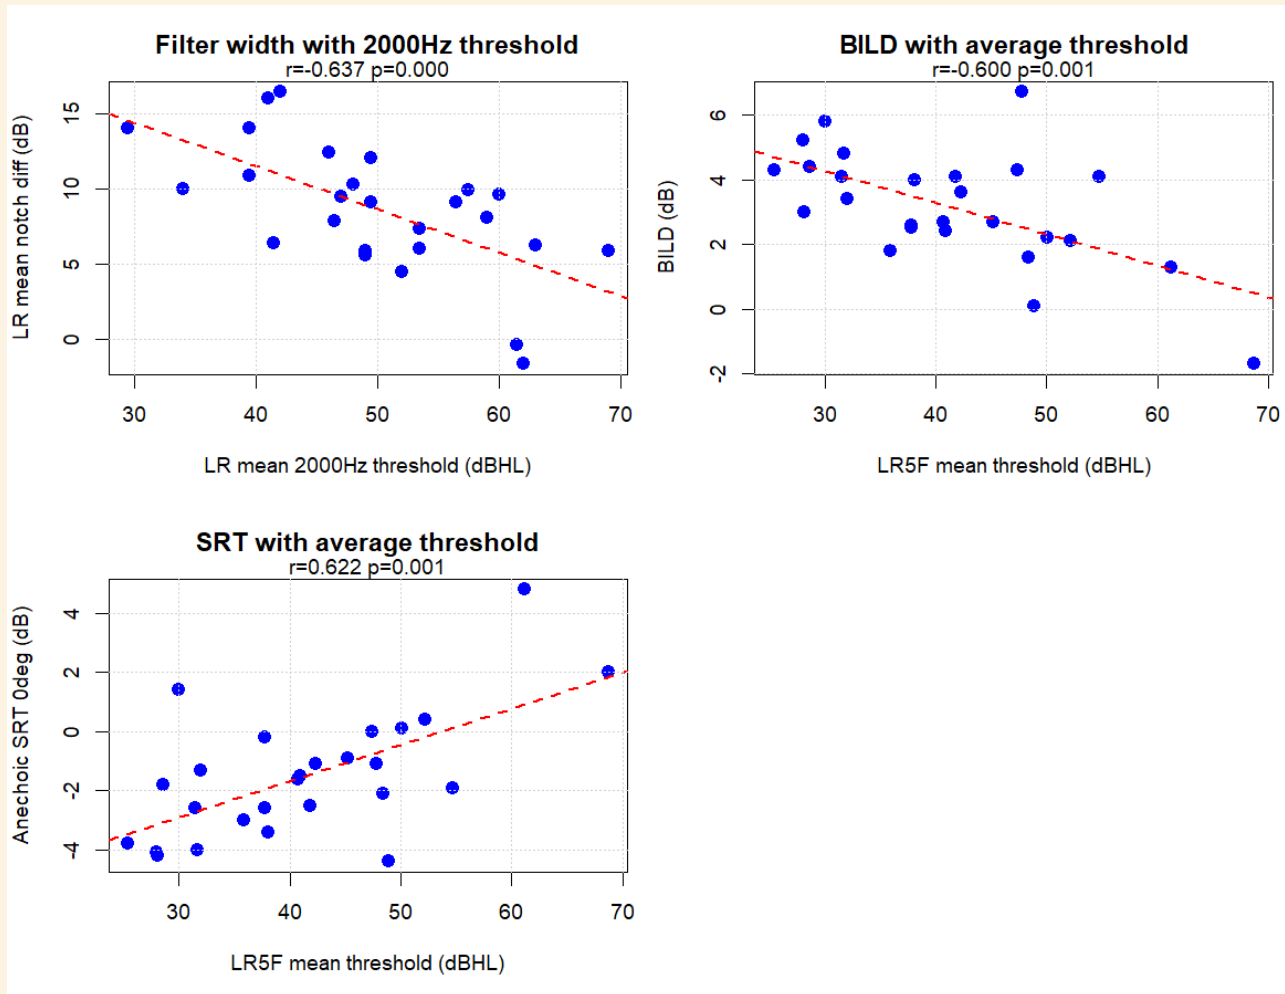 Filter width with 2000Hz threshold
r=-0.637 p=0.000
LR mean notch diff (dB)
15
10
5
0
30 40 50 60 70
LR mean 2000Hz threshold (dBHL)
BILD with average threshold
r=-0.600 p=0.001
BILD (dB)
6
4
2
0
-2
30 40 50 60 70
LR5F mean threshold (dBHL)
SRT with average threshold
r=0.622 p=0.001
Anechoic SRT 0deg (dB)
4
2
0
-2
-4
30 40 50 60 70
LR5F mean threshold (dBHL)